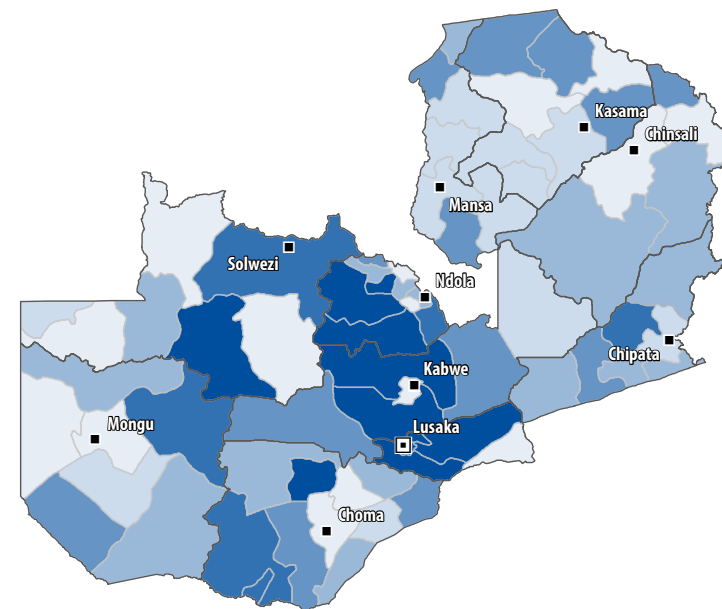 Kasama
Chinsali
Mansa
Solwezi
Ndola
Chipata
Kabwe
Mongu
Lusaka
Choma